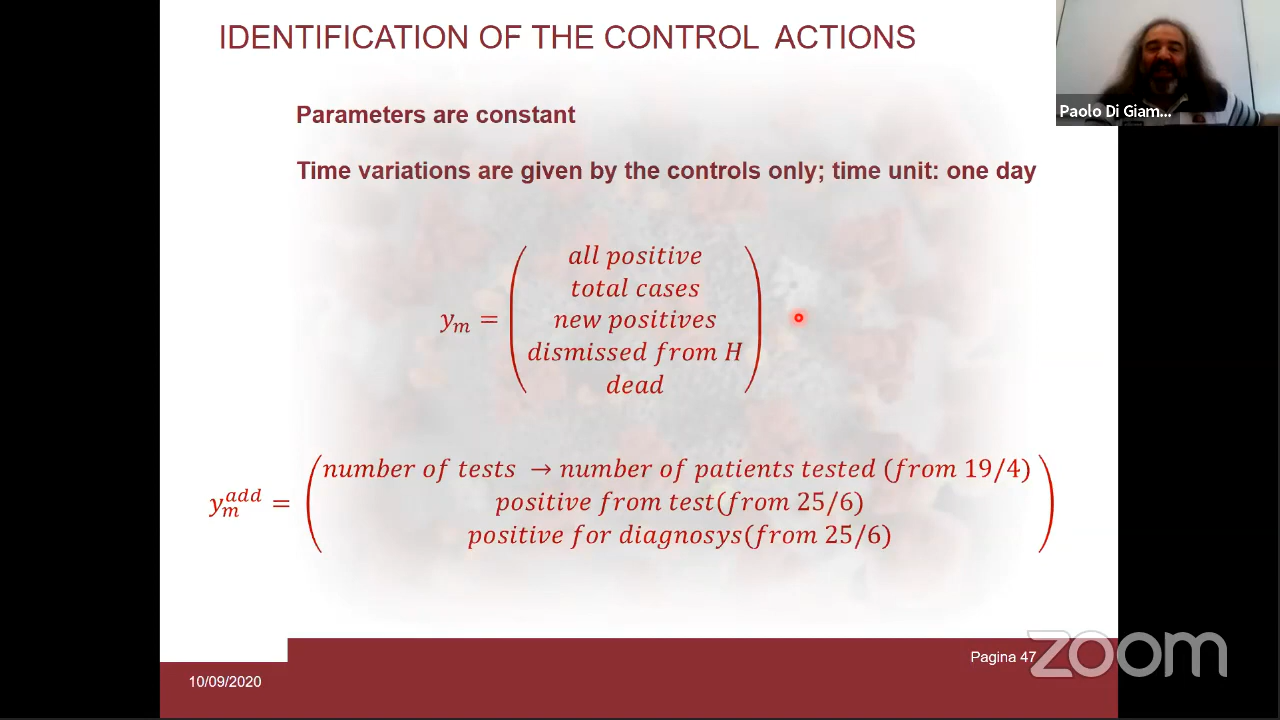 IDENTIFICATION OF THE CONTROL ACTIONS
Paolo Di Giam...
Parameters are constant
Time variations are given by the controls only; time unit: one day
all positive
total cases
y_m = new positives
dismissed from H
dead
number of tests → number of patients tested (from 19/4)
y_m^add = positive from test(from 25/6)
positive for diagnosys(from 25/6)
Pagina 47
zoom
10/09/2020